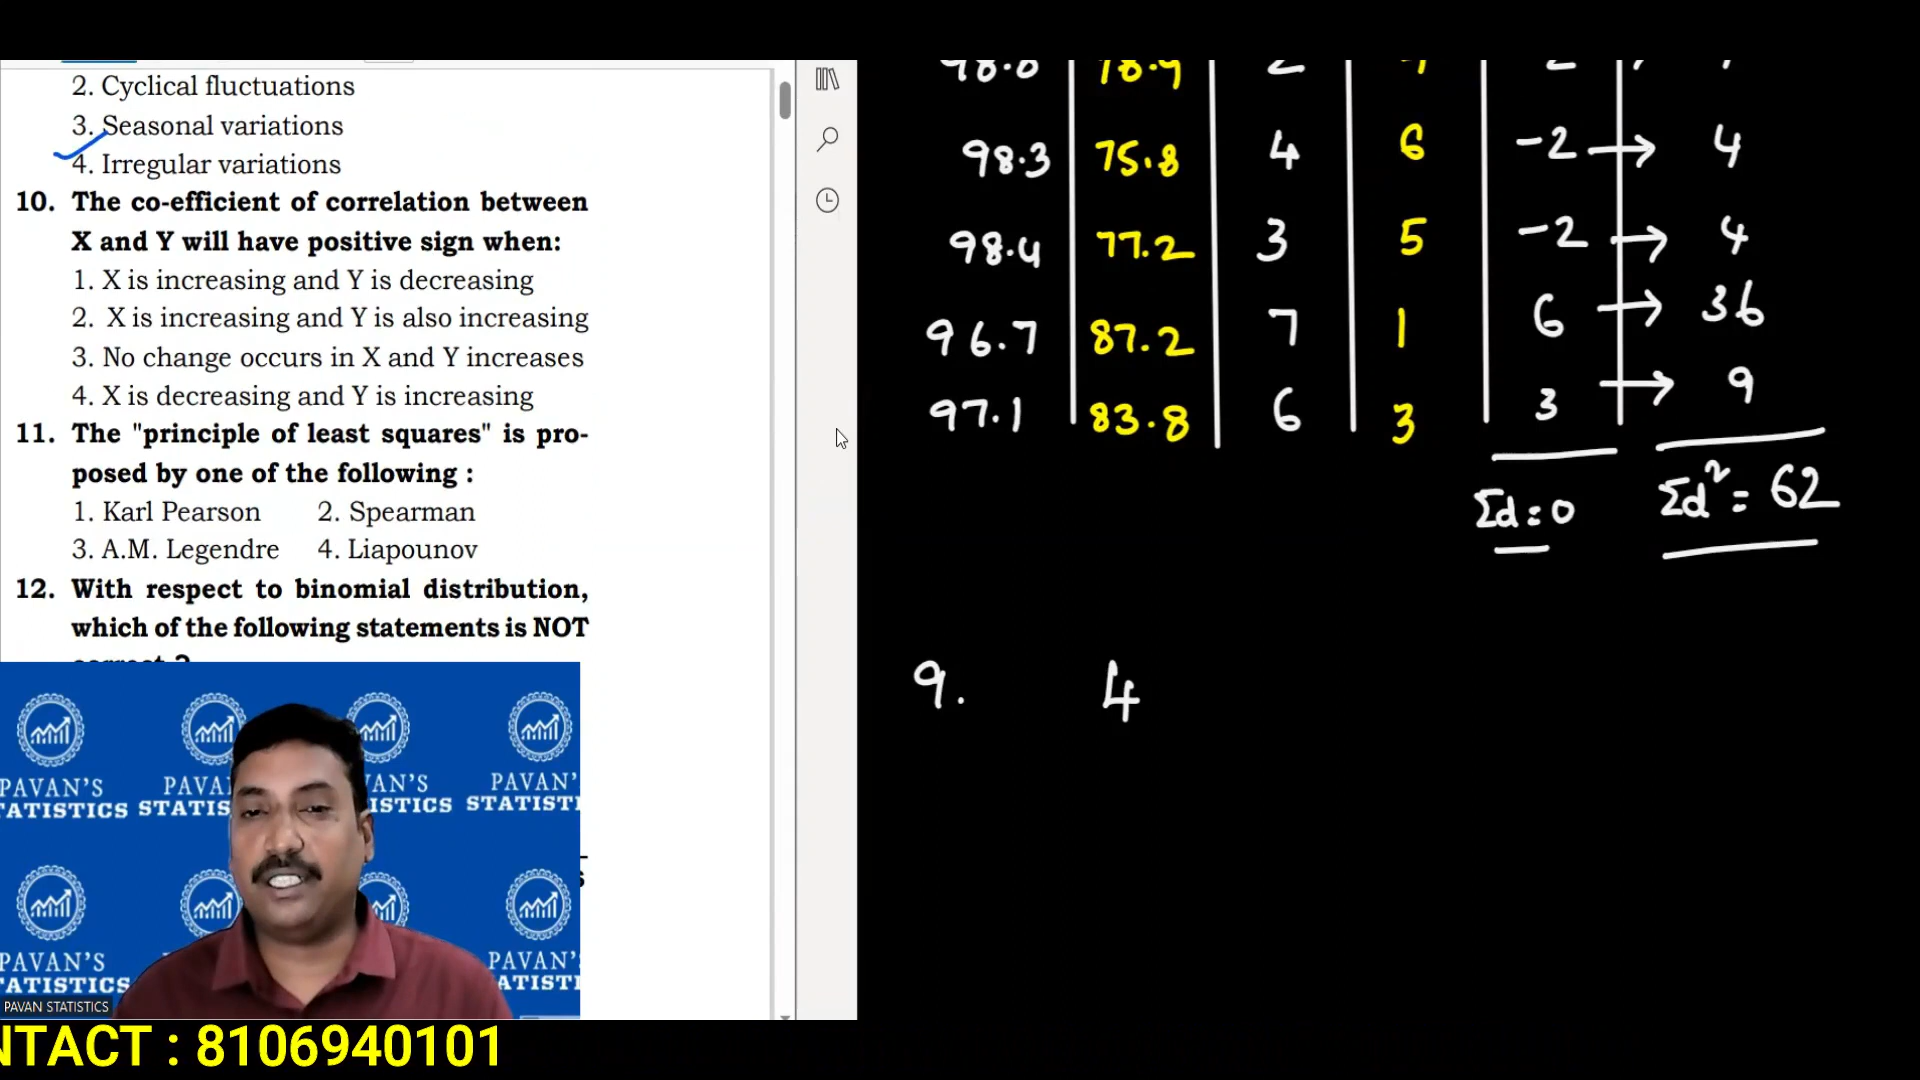 2. Cyclical fluctuations
3. Seasonal variations
4. Irregular variations
10. The co-efficient of correlation between
X and Y will have positive sign when:
1. X is increasing and Y is decreasing
2. X is increasing and Y is also increasing
3. No change occurs in X and Y increases
4. X is decreasing and Y is increasing
11. The "principle of least squares" is pro-
posed by one of the following :
1. Karl Pearson 2. Spearman
3. A.M. Legendre 4. Liapounov
12. With respect to binomial distribution,
which of the following statements is NOT
98.3 75.8 4 6 -2 → 4
98.4 77.2 3 5 -2 → 4
96.7 87.2 7 1 6 → 36
97.1 83.8 6 3 3 → 9
Σd = 0 Σd² = 62
9. 4
PAVAN'S
STATISTICS
PAVAN STATISTICS
NTACT : 8106940101